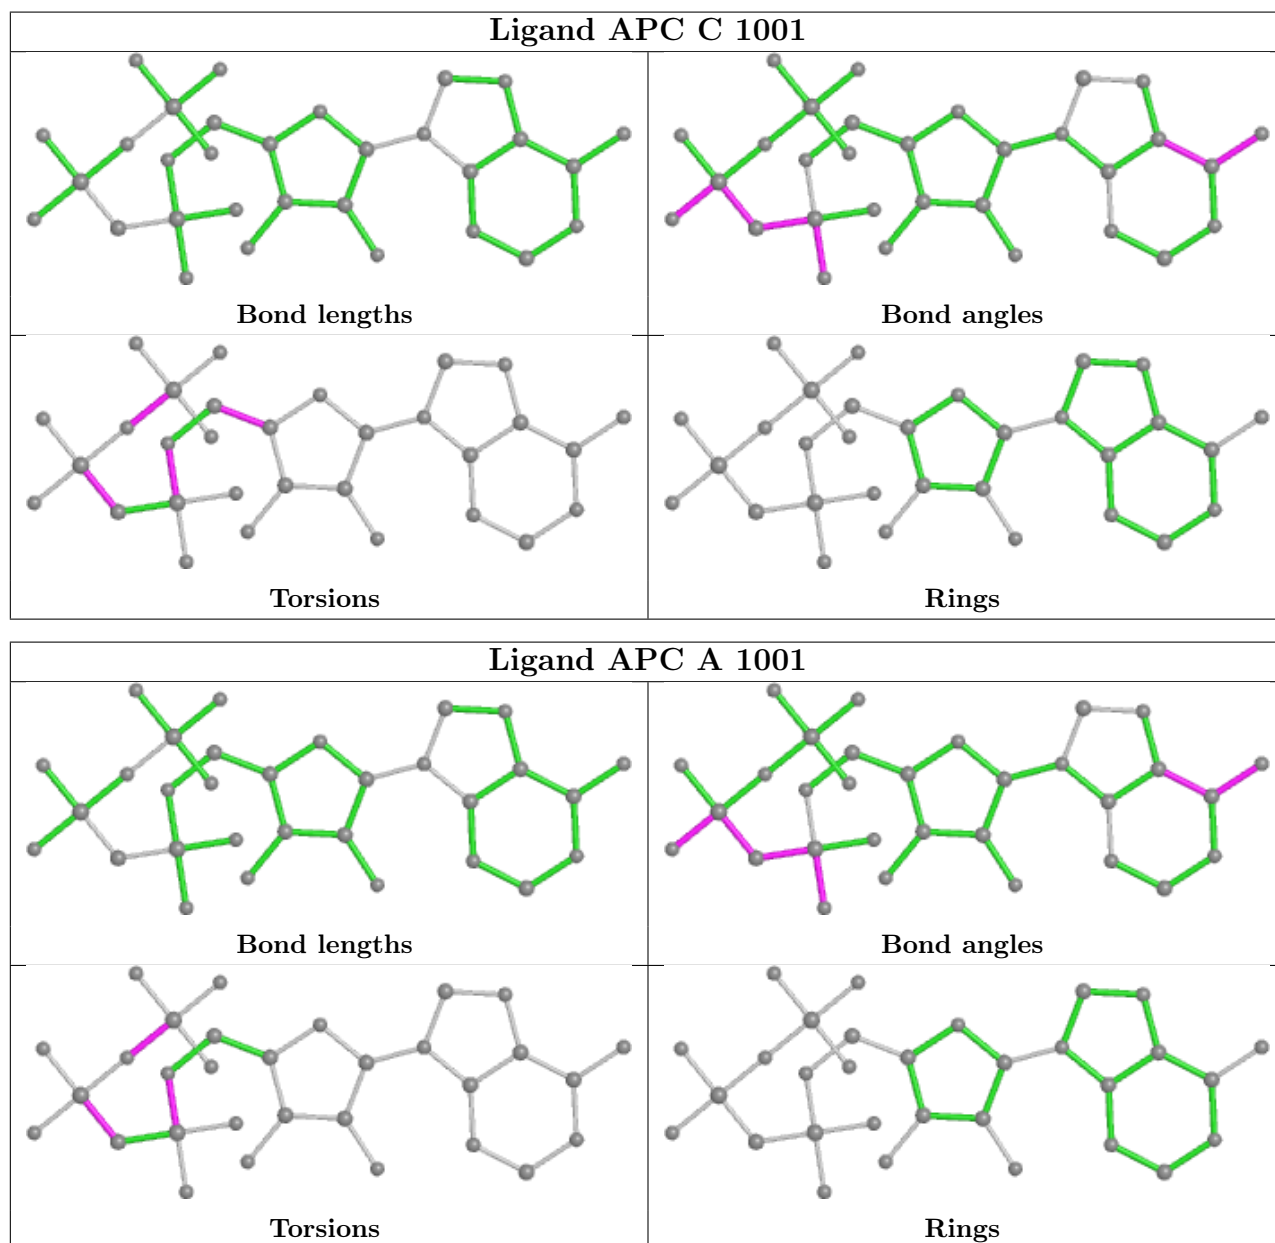 Ligand APC C 1001
Bond lengths
Bond angles
Torsions
Rings
Ligand APC A 1001
Bond lengths
Bond angles
Torsions
Rings